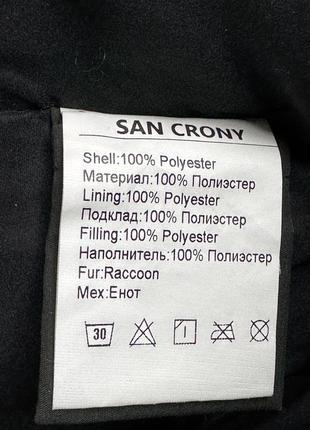 SAN CRONY
Shell:100% Polyester
Материал:100% Полиэстер
Lining:100% Polyester
Подклад:100% Полиэстер
Filling:100% Polyester
Наполнитель:100% Полиэстер
Fur:Raccoon
Мех:Енот
30